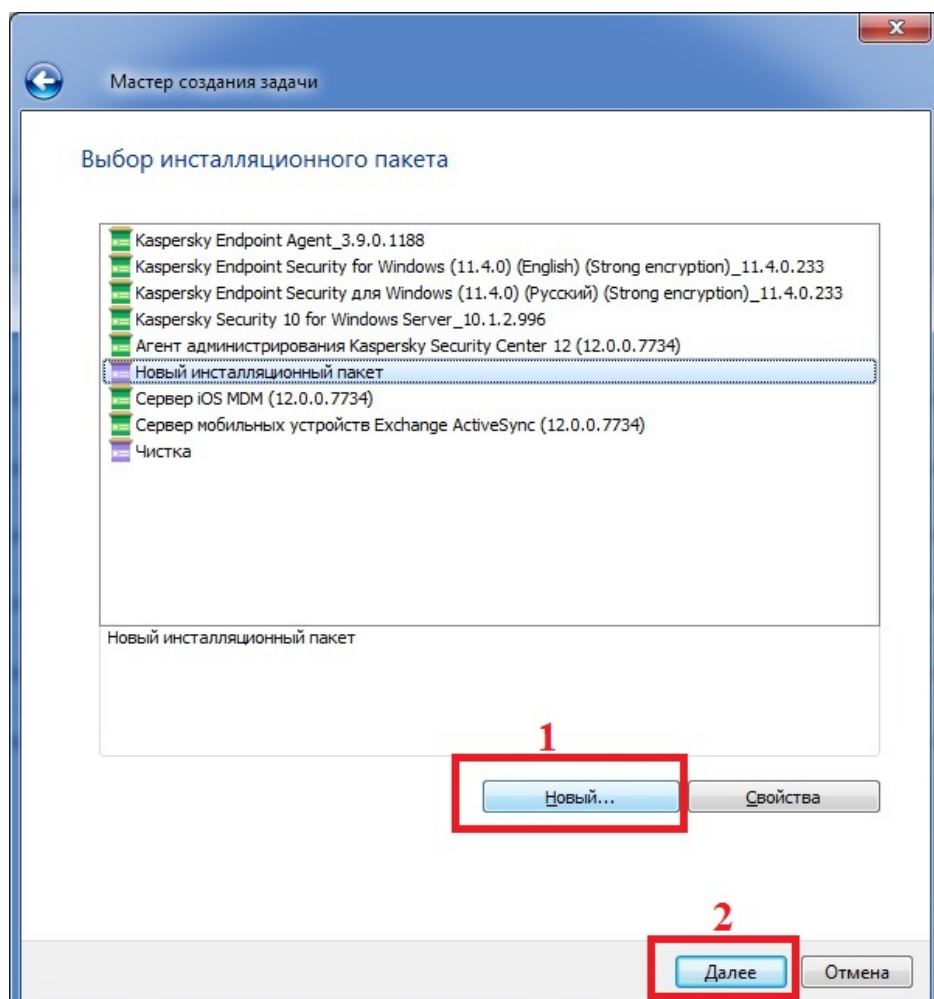 Мастер создания задачи
Выбор инсталляционного пакета
Kaspersky Endpoint Agent_3.9.0.1188
Kaspersky Endpoint Security for Windows (11.4.0) (English) (Strong encryption)_11.4.0.233
Kaspersky Endpoint Security для Windows (11.4.0) (Русский) (Strong encryption)_11.4.0.233
Kaspersky Security 10 for Windows Server_10.1.2.996
Агент администрирования Kaspersky Security Center 12 (12.0.0.7734)
Новый инсталляционный пакет
Сервер iOS MDM (12.0.0.7734)
Сервер мобильных устройств Exchange ActiveSync (12.0.0.7734)
Чистка
Новый инсталляционный пакет
1
Новый... Свойства
2
Далее Отмена